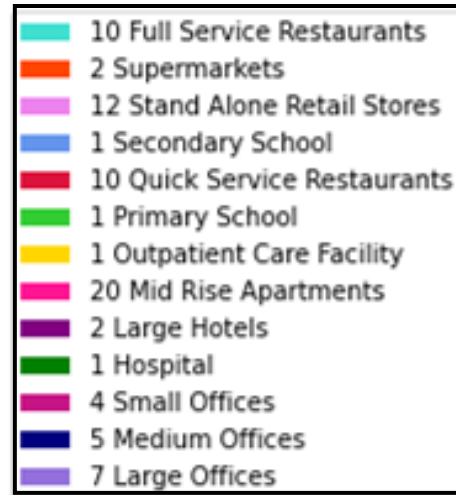 10 Full Service Restaurants
2 Supermarkets
12 Stand Alone Retail Stores
1 Secondary School
10 Quick Service Restaurants
1 Primary School
1 Outpatient Care Facility
20 Mid Rise Apartments
2 Large Hotels
1 Hospital
4 Small Offices
5 Medium Offices
7 Large Offices